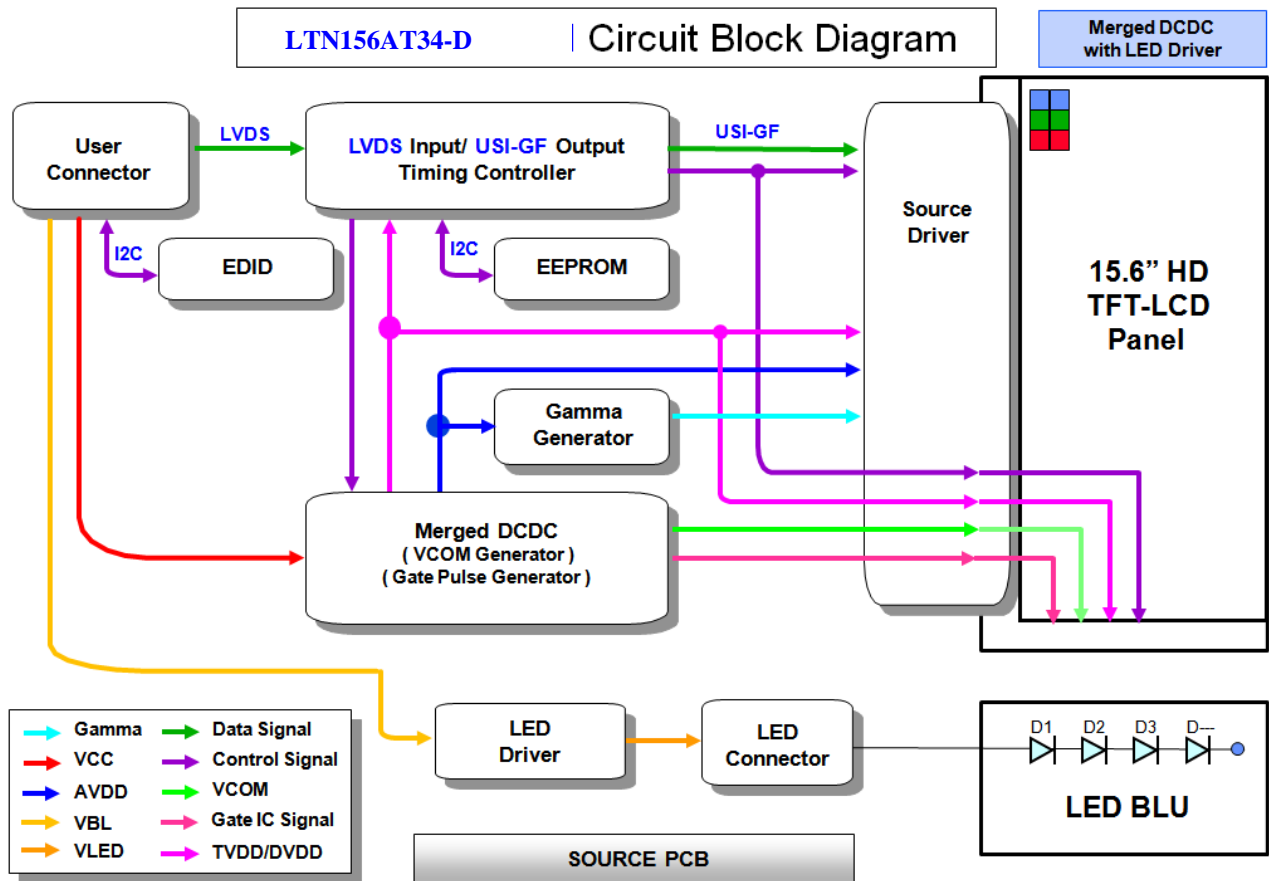 LTN156AT34-D
Circuit Block Diagram
Merged DCDC
with LED Driver
User
Connector
LVDS
LVDS Input/ USI-GF Output
Timing Controller
USI-GF
Source
Driver
I2C
EDID
I2C
EEPROM
15.6” HD
TFT-LCD
Panel
Gamma
Generator
Merged DCDC
( VCOM Generator )
( Gate Pulse Generator )
LED
Driver
LED
Connector
D1
D2
D3
D---
LED BLU
Gamma
VCC
AVDD
VBL
VLED
Data Signal
Control Signal
VCOM
Gate IC Signal
TVDD/DVDD
SOURCE PCB